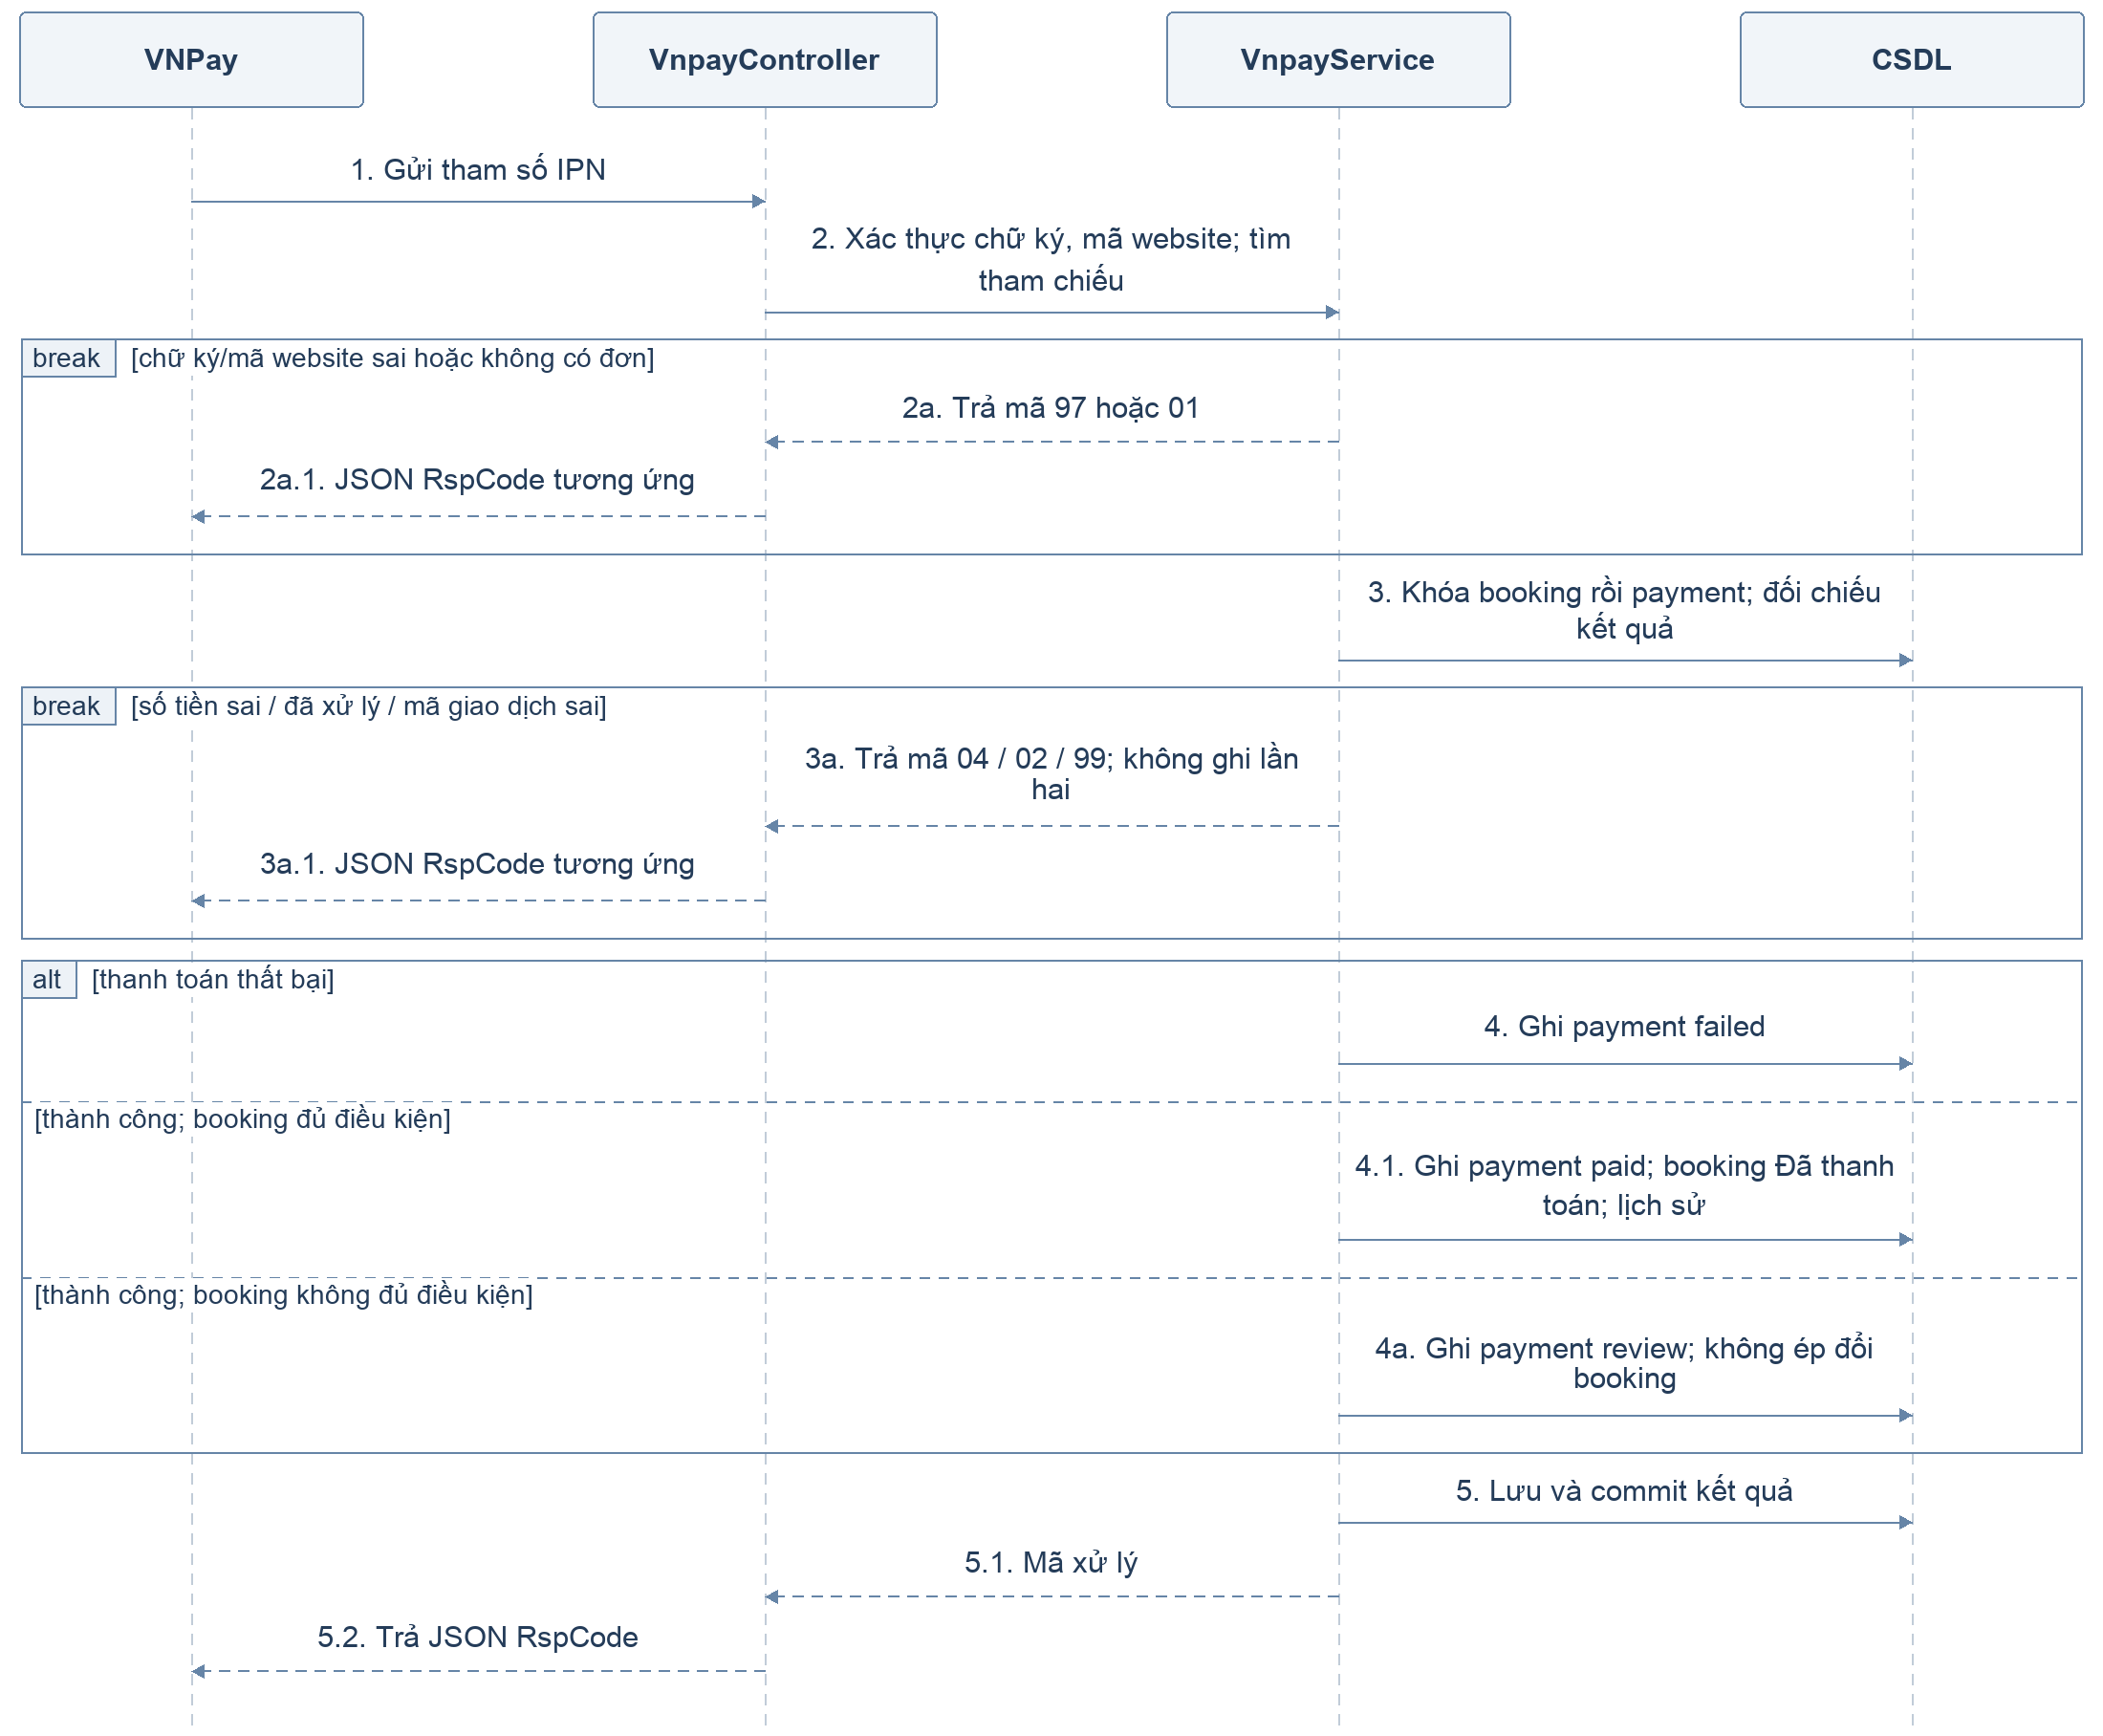 VNPay
VnpayController
VnpayService
CSDL
1. Gửi tham số IPN
2. Xác thực chữ ký, mã website; tìm
tham chiếu
break
[chữ ký/mã website sai hoặc không có đơn]
2a. Trả mã 97 hoặc 01
2a.1. JSON RspCode tương ứng
3. Khóa booking rồi payment; đối chiếu
kết quả
break
[số tiền sai / đã xử lý / mã giao dịch sai]
3a. Trả mã 04 / 02 / 99; không ghi lần
hai
3a.1. JSON RspCode tương ứng
alt
[thanh toán thất bại]
4. Ghi payment failed
[thành công; booking đủ điều kiện]
4.1. Ghi payment paid; booking Đã thanh
toán; lịch sử
[thành công; booking không đủ điều kiện]
4a. Ghi payment review; không ép đổi
booking
5. Lưu và commit kết quả
5.1. Mã xử lý
5.2. Trả JSON RspCode